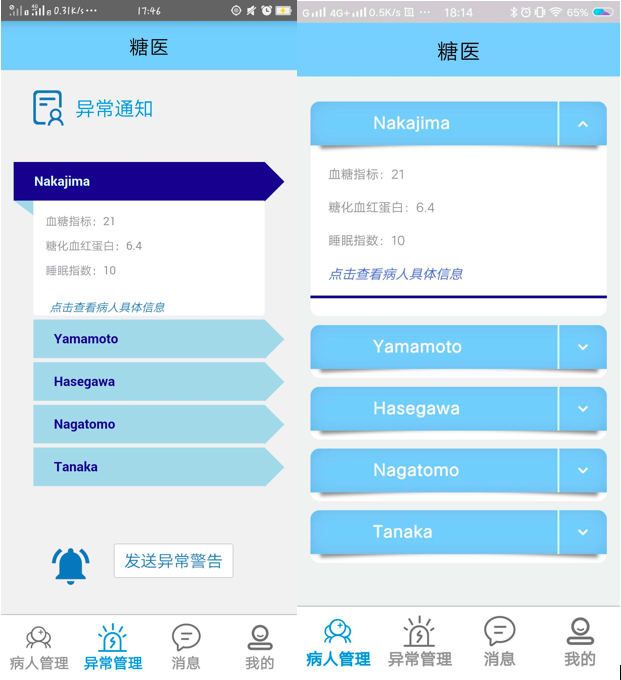 0.31K/s ...
17:46
糖医
异常通知
Nakajima
血糖指标：21
糖化血红蛋白：6.4
睡眠指数：10
点击查看病人具体信息
Yamamoto
Hasegawa
Nagatomo
Tanaka
发送异常警告
病人管理 异常管理 消息 我的
G 4G+ 0.5K/s ... 18:14 65%
糖医
Nakajima
血糖指标：21
糖化血红蛋白：6.4
睡眠指数：10
点击查看病人具体信息
Yamamoto
Hasegawa
Nagatomo
Tanaka
病人管理 异常管理 消息 我的